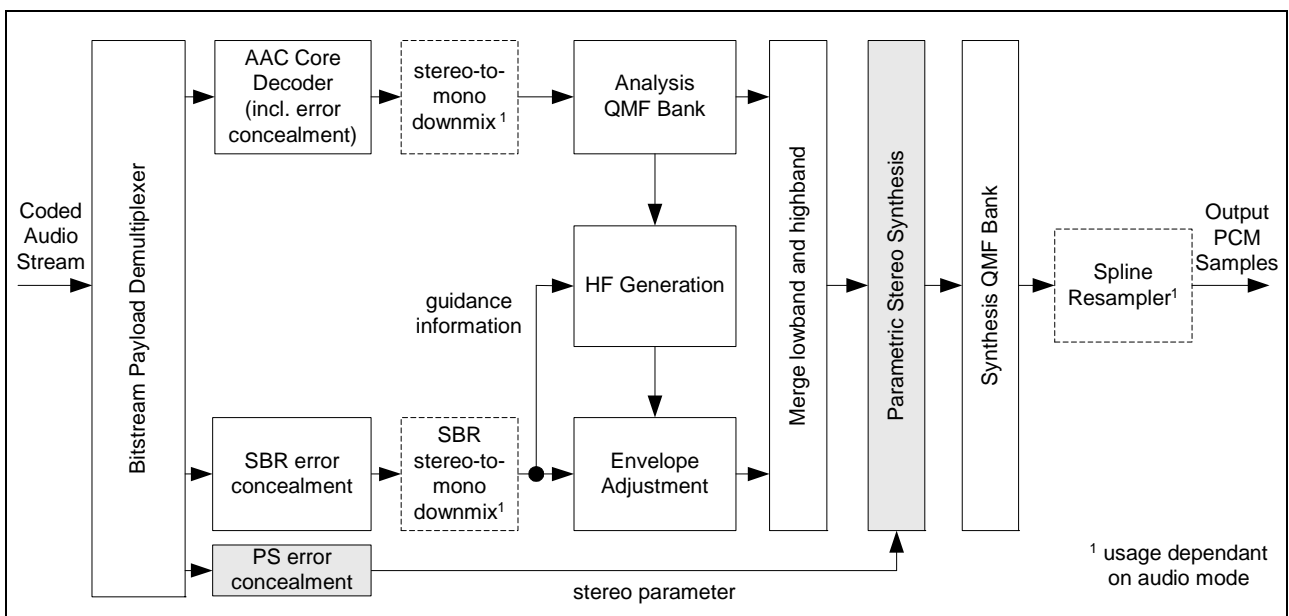 Coded
Audio
Stream
Bitstream Payload Demultiplexer
AAC Core
Decoder
(incl. error
concealment)
stereo-to-
mono
downmix¹
Analysis
QMF Bank
HF Generation
guidance
information
SBR error
concealment
SBR
stereo-to-
mono
downmix¹
Envelope
Adjustment
PS error
concealment
stereo parameter
Merge lowband and highband
Parametric Stereo Synthesis
Synthesis QMF Bank
Spline
Resampler¹
Output
PCM
Samples
¹ usage dependant
on audio mode